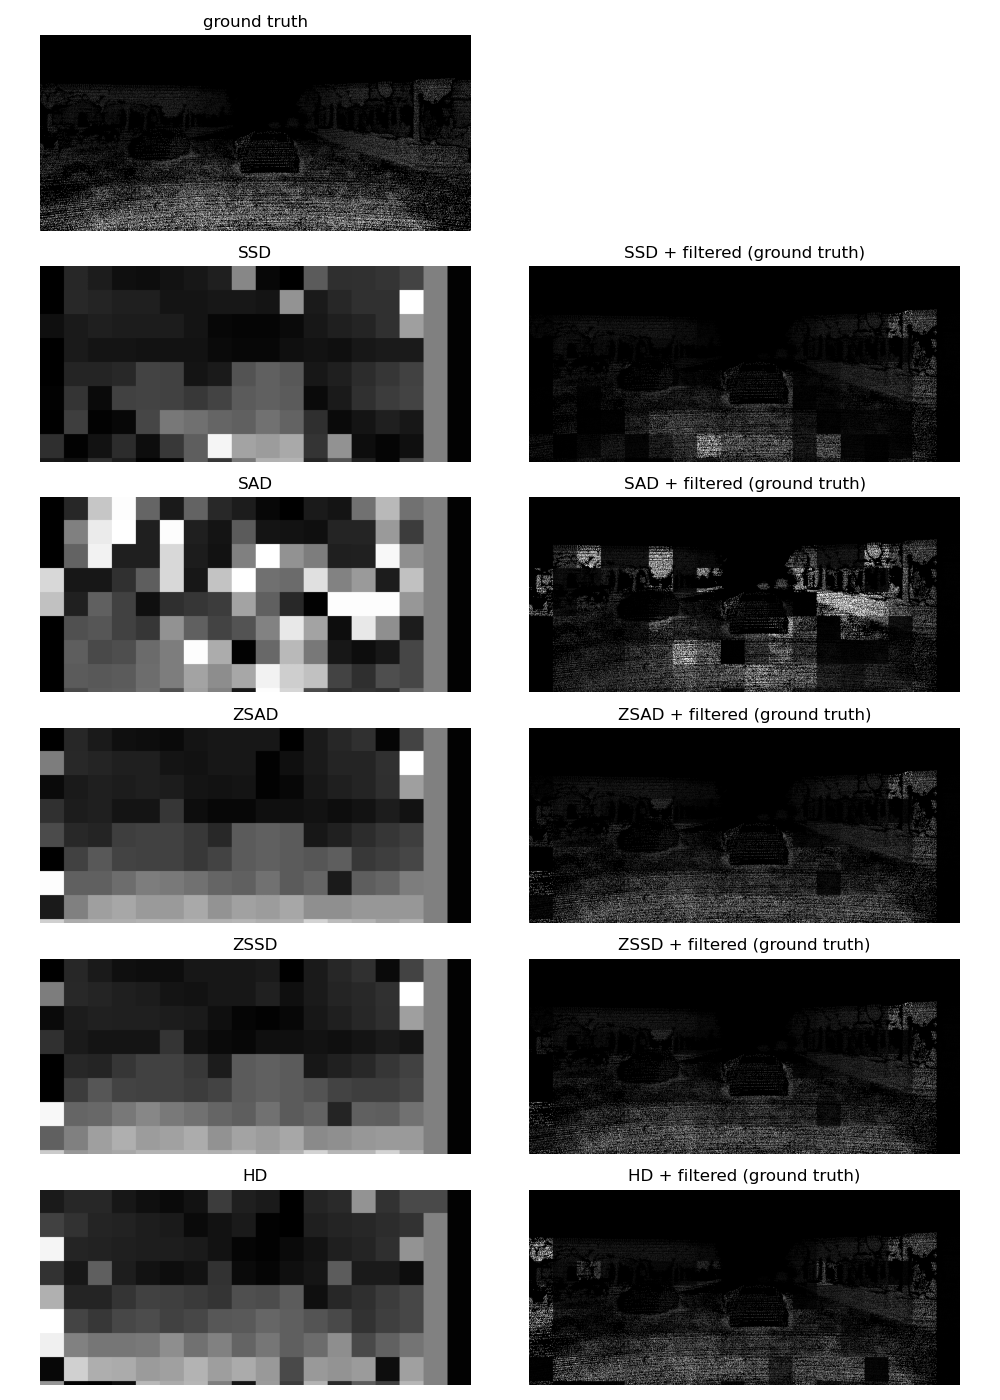 ground truth
SSD
SSD + filtered (ground truth)
SAD
SAD + filtered (ground truth)
ZSAD
ZSAD + filtered (ground truth)
ZSSD
ZSSD + filtered (ground truth)
HD
HD + filtered (ground truth)